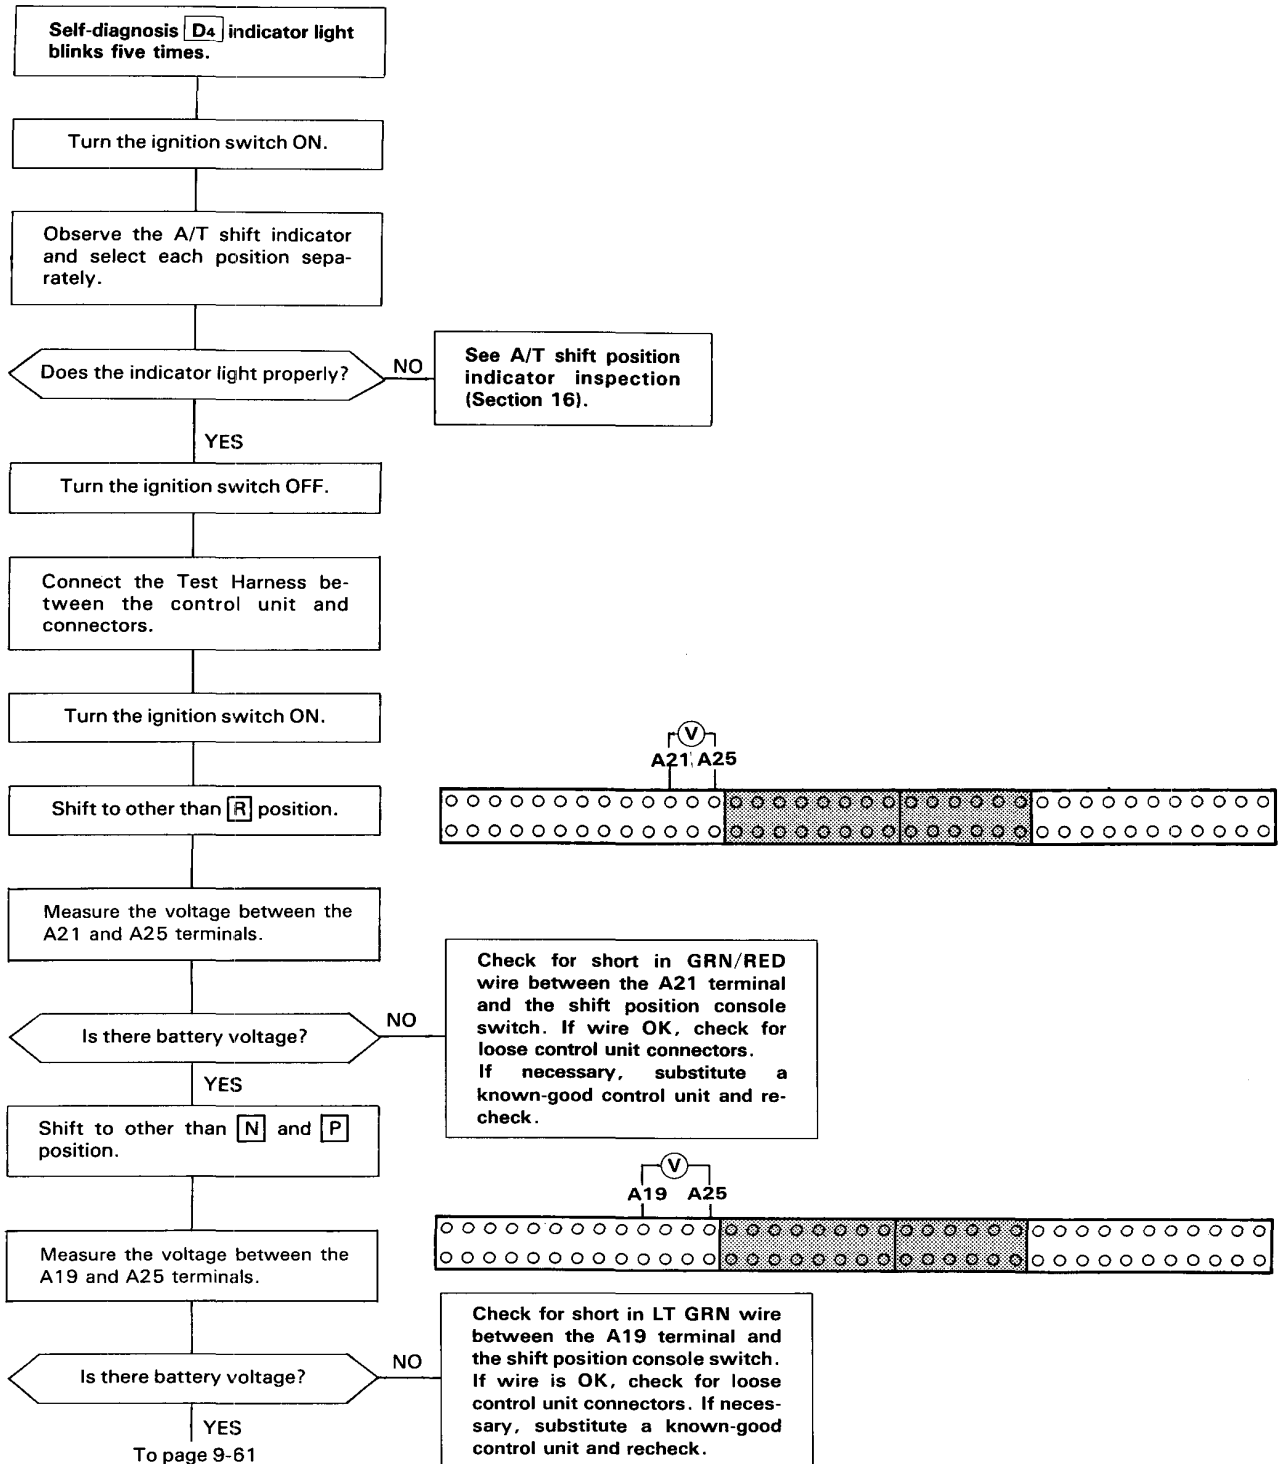 Self-diagnosis D4 indicator light
blinks five times.
Turn the ignition switch ON.
Observe the A/T shift indicator
and select each position sepa-
rately.
Does the indicator light properly?
NO
See A/T shift position
indicator inspection
(Section 16).
YES
Turn the ignition switch OFF.
Connect the Test Harness be-
tween the control unit and
connectors.
Turn the ignition switch ON.
Shift to other than R position.
V
A21 A25
Measure the voltage between the
A21 and A25 terminals.
Is there battery voltage?
NO
Check for short in GRN/RED
wire between the A21 terminal
and the shift position console
switch. If wire OK, check for
loose control unit connectors.
If necessary, substitute a
known-good control unit and re-
check.
YES
Shift to other than N and P
position.
V
A19 A25
Measure the voltage between the
A19 and A25 terminals.
Is there battery voltage?
NO
Check for short in LT GRN wire
between the A19 terminal and
the shift position console switch.
If wire is OK, check for loose
control unit connectors. If neces-
sary, substitute a known-good
control unit and recheck.
YES
To page 9-61